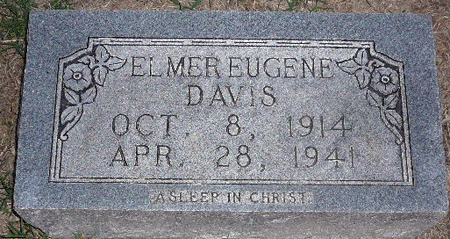 ELMER EUGENE
DAVIS
OCT. 8, 1914
APR. 28, 1941
ASLEEP IN CHRIST